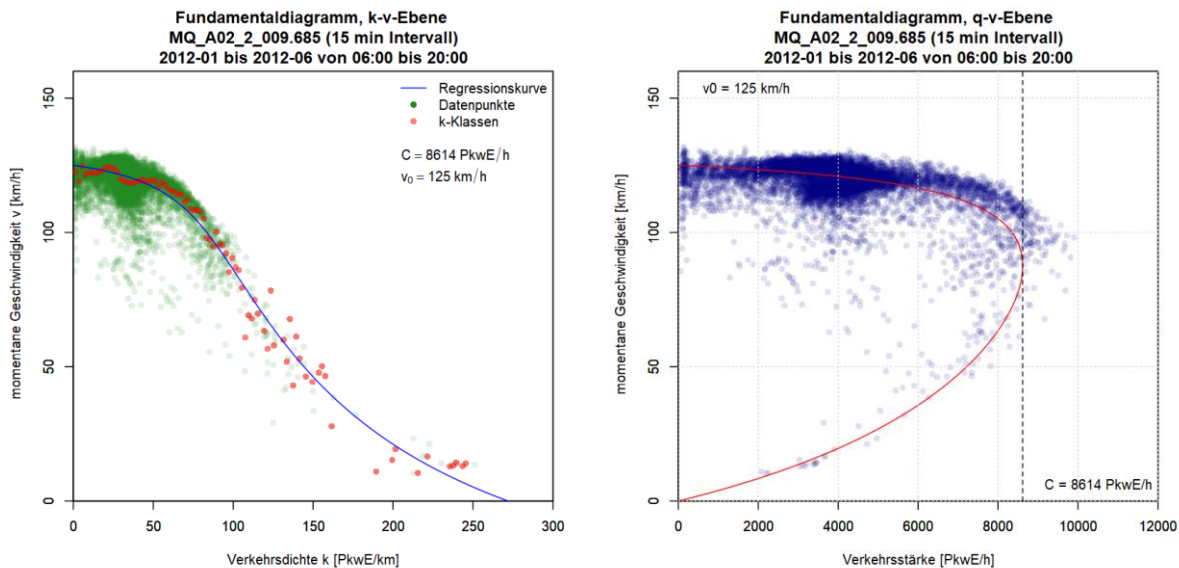 Fundamentaldiagramm, k-v-Ebene
MQ_A02_2_009.685 (15 min Intervall)
2012-01 bis 2012-06 von 06:00 bis 20:00
150
100
50
0
momentane Geschwindigkeit v [km/h]
Regressionskurve
Datenpunkte
k-Klassen
C = 8614 PkwE/h
v0 = 125 km/h
0 50 100 150 200 250 300
Verkehrsdichte k [PkwE/km]
Fundamentaldiagramm, q-v-Ebene
MQ_A02_2_009.685 (15 min Intervall)
2012-01 bis 2012-06 von 06:00 bis 20:00
v0 = 125 km/h
150
100
50
0
momentane Geschwindigkeit [km/h]
C = 8614 PkwE/h
0 2000 4000 6000 8000 10000 12000
Verkehrsstärke [PkwE/h]